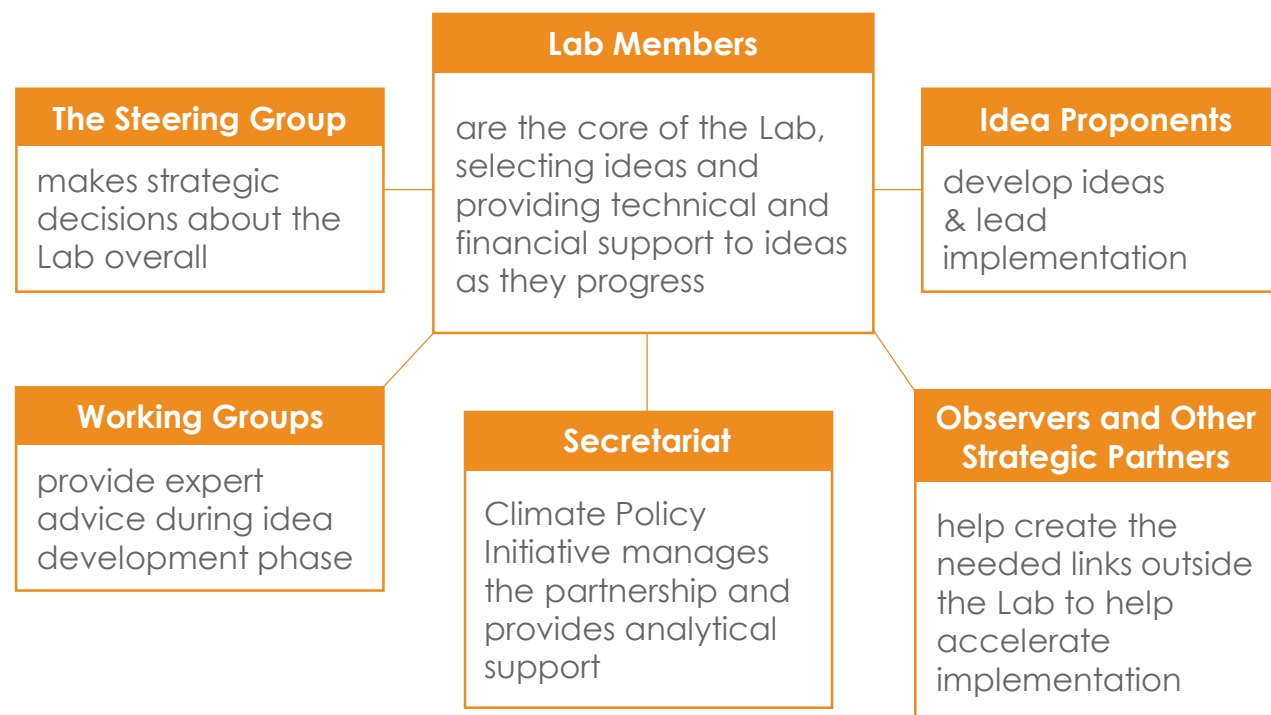 Lab Members
are the core of the Lab,
selecting ideas and
providing technical and
financial support to ideas
as they progress
The Steering Group
makes strategic
decisions about the
Lab overall
Idea Proponents
develop ideas
& lead
implementation
Working Groups
provide expert
advice during idea
development phase
Secretariat
Climate Policy
Initiative manages
the partnership and
provides analytical
support
Observers and Other
Strategic Partners
help create the
needed links outside
the Lab to help
accelerate
implementation